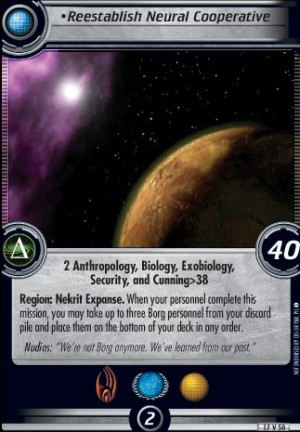 •Reestablish Neural Cooperative
Δ
40
2 Anthropology, Biology, Exobiology,
Security, and Cunning>38
Region: Nekrit Expanse. When your personnel complete this
mission, you may take up to three Borg personnel from your discard
pile and place them on the bottom of your deck in any order.
Nudios: "We're not Borg anymore. We've learned from our past."
2
17 V 50